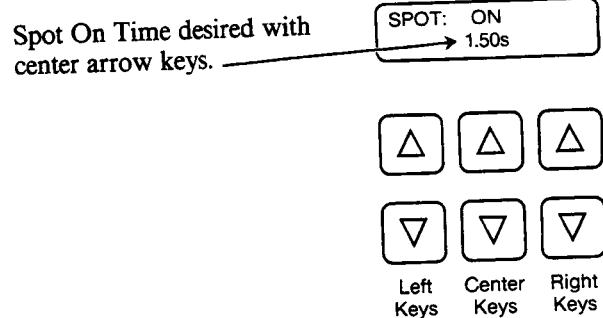 Spot On Time desired with
center arrow keys.
SPOT: ON
1.50s
Left Center Right
Keys Keys Keys